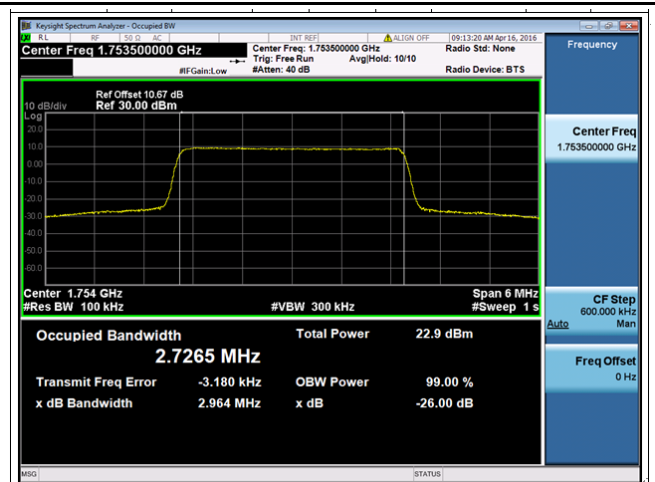 Keysight Spectrum Analyzer - Occupied BW
RL RF 50 Ω AC INT REF ALIGN OFF 09:13:20 AM Apr 16, 2016
Center Freq 1.753500000 GHz Center Freq: 1.753500000 GHz Radio Std: None Frequency
Trig: Free Run Avg|Hold: 10/10
#IFGain:Low #Atten: 40 dB Radio Device: BTS
Ref Offset 10.67 dB
10 dB/div Ref 30.00 dBm
Log
20.0
10.0
0.00
-10.0
-20.0
-30.0
-40.0
-50.0
-60.0
Center Freq
1.753500000 GHz
Center 1.754 GHz Span 6 MHz
#Res BW 100 kHz #VBW 300 kHz #Sweep 1 s
CF Step
600.000 kHz
Auto Man
Occupied Bandwidth Total Power 22.9 dBm
2.7265 MHz
Transmit Freq Error -3.180 kHz OBW Power 99.00 %
x dB Bandwidth 2.964 MHz x dB -26.00 dB
Freq Offset
0 Hz
MSG STATUS